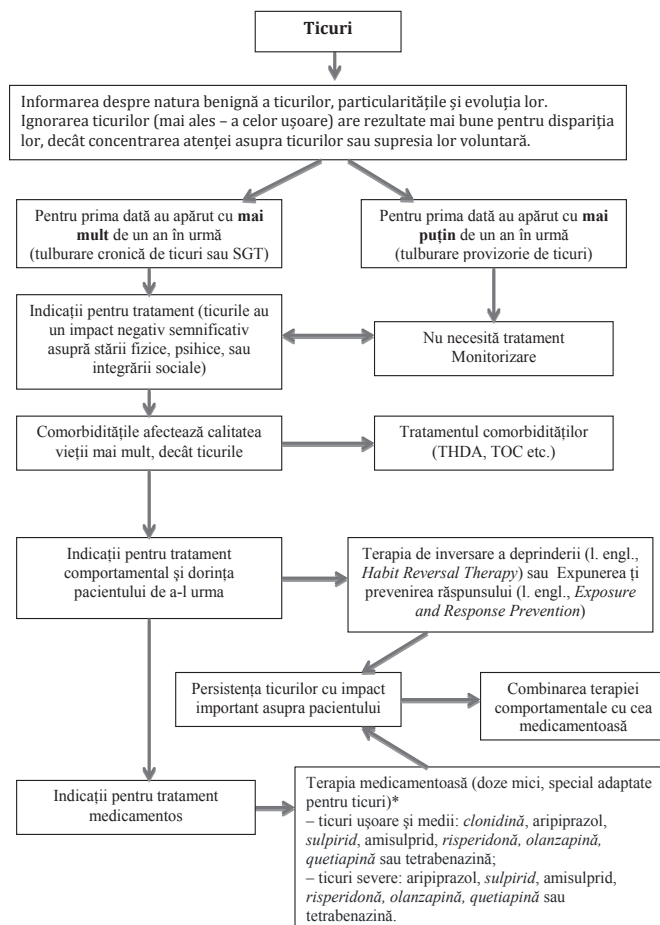 Ticuri
Informarea despre natura benignă a ticurilor, particularitățile și evoluția lor.
Ignorarea ticurilor (mai ales – a celor ușoare) are rezultate mai bune pentru dispariția
lor, decât concentrarea atenței asupra ticurilor sau supresia lor voluntară.
Pentru prima dată au apărut cu mai
mult de un an în urmă
(tulburare cronică de ticuri sau SGT)
Pentru prima dată au apărut cu mai
puțin de un an în urmă
(tulburare provizorie de ticuri)
Indicații pentru tratament (ticurile au
un impact negativ semnificativ
asupră stării fizice, psihice, sau
integrării sociale)
Nu necesită tratament
Monitorizare
Comorbiditățile afectează calitatea
vieții mai mult, decât ticurile
Tratamentul comorbidităților
(THDA, TOC etc.)
Indicații pentru tratament
comportamental și dorința
pacientului de a-l urma
Terapia de inversare a deprinderii (l. engl.,
Habit Reversal Therapy) sau Expunerea ți
prevenirea răspunsului (l. engl., Exposure
and Response Prevention)
Persistența ticurilor cu impact
important asupra pacientului
Combinarea terapiei
comportamentale cu cea
medicamentoasă
Indicații pentru tratament
medicamentos
Terapia medicamentoasă (doze mici, special adaptate
pentru ticuri)*
– ticuri ușoare și medii: clonidină, aripiprazol,
sulpirid, amisulprid, risperidonă, olanzapină,
quetiapină sau tetrabenazină;
– ticuri severe: aripiprazol, sulpirid, amisulprid,
risperidonă, olanzapină, quetiapină sau
tetrabenazină.